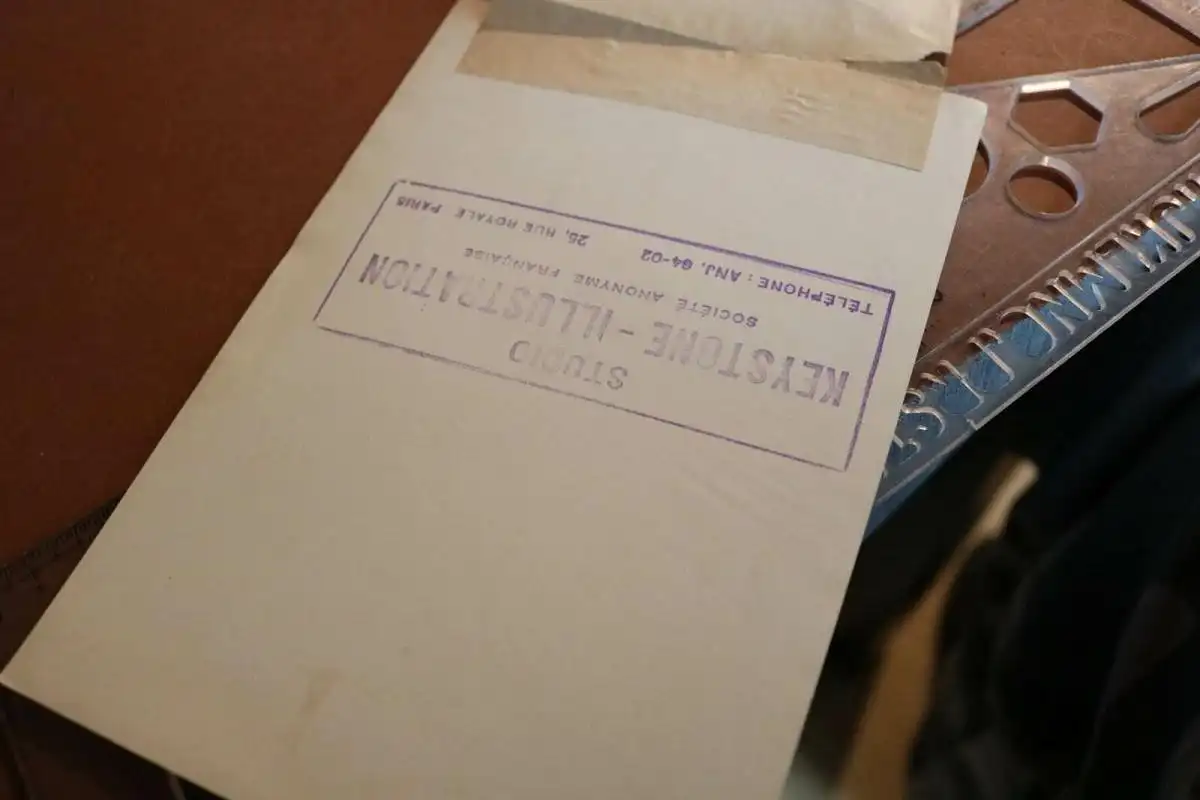 STUDIO
KEYSTONE - ILLUSTRATION
SOCIÉTÉ ANONYME FRANÇAISE
TÉLÉPHONE : ANJ. 64-02 25, RUE ROYALE PARIS